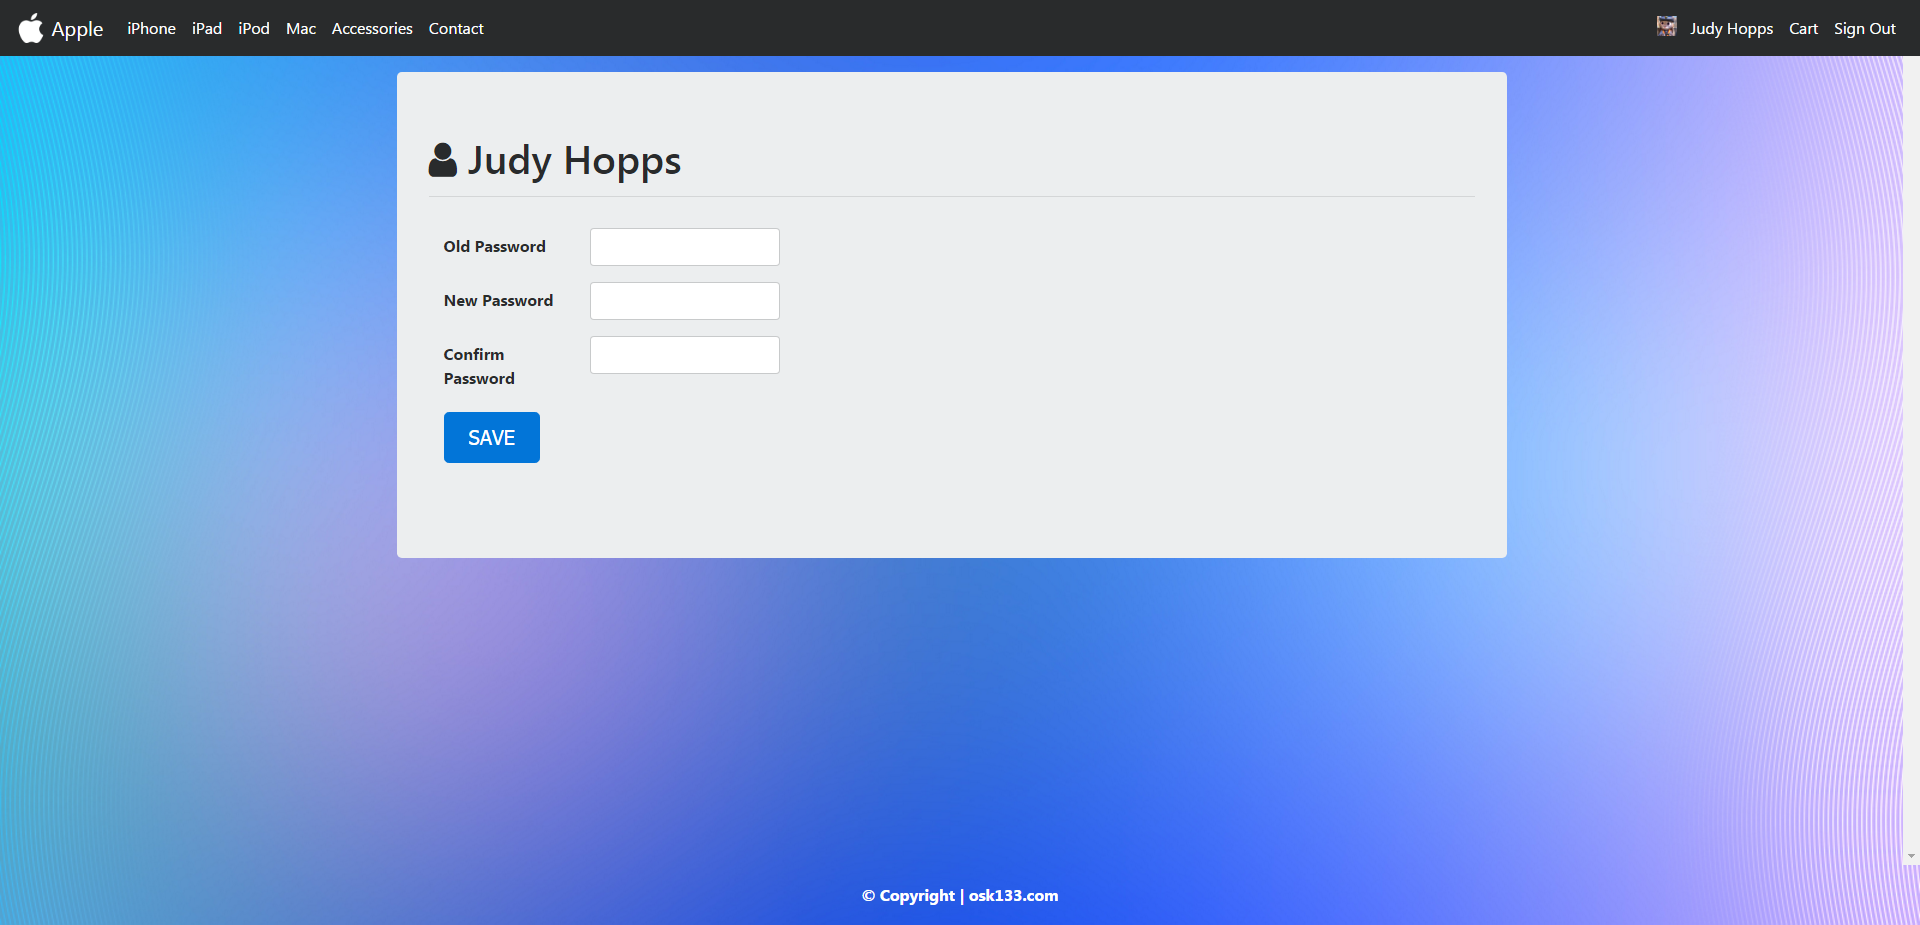 Apple iPhone iPad iPod Mac Accessories Contact Judy Hopps Cart Sign Out
Judy Hopps
Old Password
New Password
Confirm
Password
SAVE
© Copyright | osk133.com